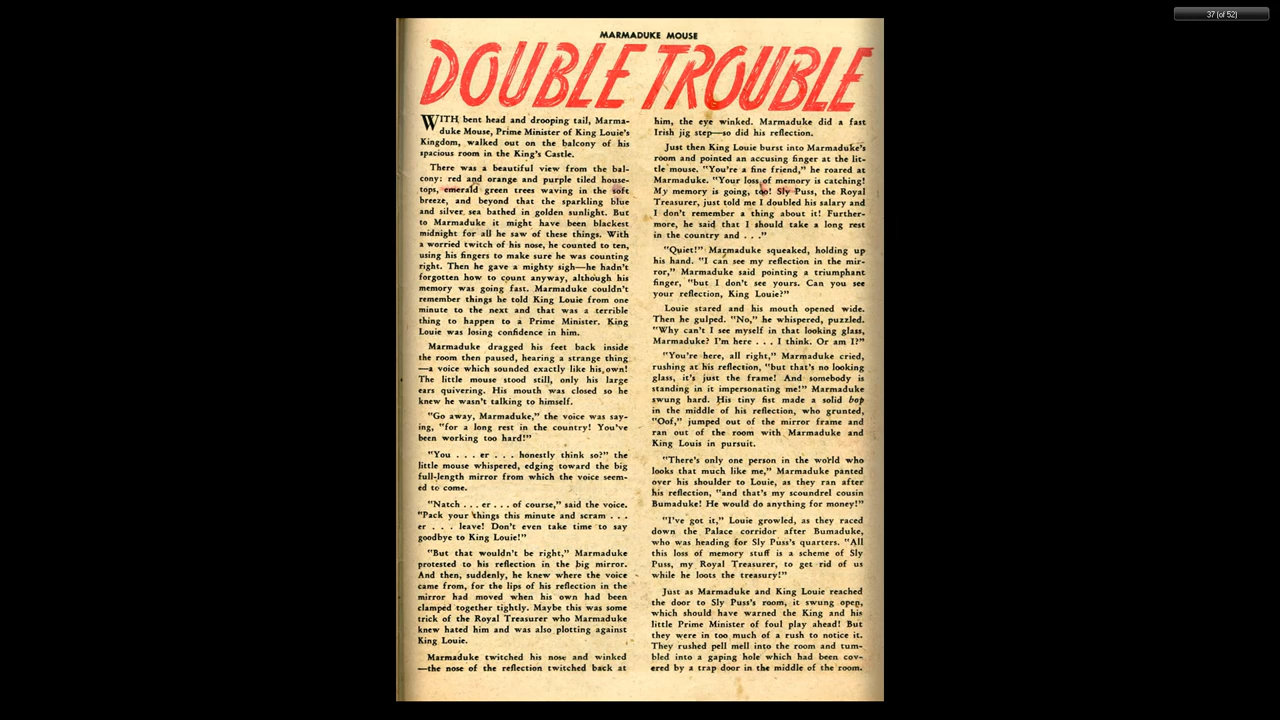 37 (of 52)
MARMADUKE MOUSE
DOUBLE TROUBLE
WITH bent head and drooping tail, Marma-
duke Mouse, Prime Minister of King Louie's
Kingdom, walked out on the balcony of his
spacious room in the King's Castle.
There was a beautiful view from the bal-
cony: red and orange and purple tiled house-
tops, emerald green trees waving in the soft
breeze, and beyond that the sparkling blue
and silver sea bathed in golden sunlight. But
to Marmaduke it might have been blackest
midnight for all he saw of these things. With
a worried twitch of his nose, he counted to ten,
using his fingers to make sure he was counting
right. Then he gave a mighty sigh—he hadn't
forgotten how to count anyway, although his
memory was going fast. Marmaduke couldn't
remember things he told King Louie from one
minute to the next and that was a terrible
thing to happen to a Prime Minister. King
Louie was losing confidence in him.
Marmaduke dragged his feet back inside
the room then paused, hearing a strange thing
—a voice which sounded exactly like his own!
The little mouse stood still, only his large
ears quivering. His mouth was closed so he
knew he wasn't talking to himself.
"Go away, Marmaduke," the voice was say-
ing, "for a long rest in the country! You've
been working too hard!"
"You . . . er . . . honestly think so?" the
little mouse whispered, edging toward the big
full-length mirror from which the voice seem-
ed to come.
"Natch . . . er . . . of course," said the voice.
"Pack your things this minute and scram . . .
er . . . leave! Don't even take time to say
goodbye to King Louie!"
"But that wouldn't be right," Marmaduke
protested to his reflection in the big mirror.
And then, suddenly, he knew where the voice
came from, for the lips of his reflection in the
mirror had moved when his own had been
clamped together tightly. Maybe this was some
trick of the Royal Treasurer who Marmaduke
knew hated him and was also plotting against
King Louie.
Marmaduke twitched his nose and winked
—the nose of the reflection twitched back at
him, the eye winked. Marmaduke did a fast
Irish jig step—so did his reflection.
Just then King Louie burst into Marmaduke's
room and pointed an accusing finger at the lit-
tle mouse. "You're a fine friend," he roared at
Marmaduke. "Your loss of memory is catching!
My memory is going, too! Sly Puss, the Royal
Treasurer, just told me I doubled his salary and
I don't remember a thing about it! Further-
more, he said that I should take a long rest
in the country and . . ."
"Quiet!" Marmaduke squeaked, holding up
his hand. "I can see my reflection in the mir-
ror," Marmaduke said pointing a triumphant
finger, "but I don't see yours. Can you see
your reflection, King Louie?"
Louie stared and his mouth opened wide.
Then he gulped. "No," he whispered, puzzled.
"Why can't I see myself in that looking glass,
Marmaduke? I'm here . . . I think. Or am I?"
"You're here, all right," Marmaduke cried,
rushing at his reflection, "but that's no looking
glass, it's just the frame! And somebody is
standing in it impersonating me!" Marmaduke
swung hard. His tiny fist made a solid bop
in the middle of his reflection, who grunted,
"Oof," jumped out of the mirror frame and
ran out of the room with Marmaduke and
King Louis in pursuit.
"There's only one person in the world who
looks that much like me," Marmaduke panted
over his shoulder to Louie, as they ran after
his reflection, "and that's my scoundrel cousin
Bumaduke! He would do anything for money!"
"I've got it," Louie growled, as they raced
down the Palace corridor after Bumaduke,
who was heading for Sly Puss's quarters. "All
this loss of memory stuff is a scheme of Sly
Puss, my Royal Treasurer, to get rid of us
while he loots the treasury!"
Just as Marmaduke and King Louie reached
the door to Sly Puss's room, it swung open,
which should have warned the King and his
little Prime Minister of foul play ahead! But
they were in too much of a rush to notice it.
They rushed pell mell into the room and tum-
bled into a gaping hole which had been cov-
ered by a trap door in the middle of the room.